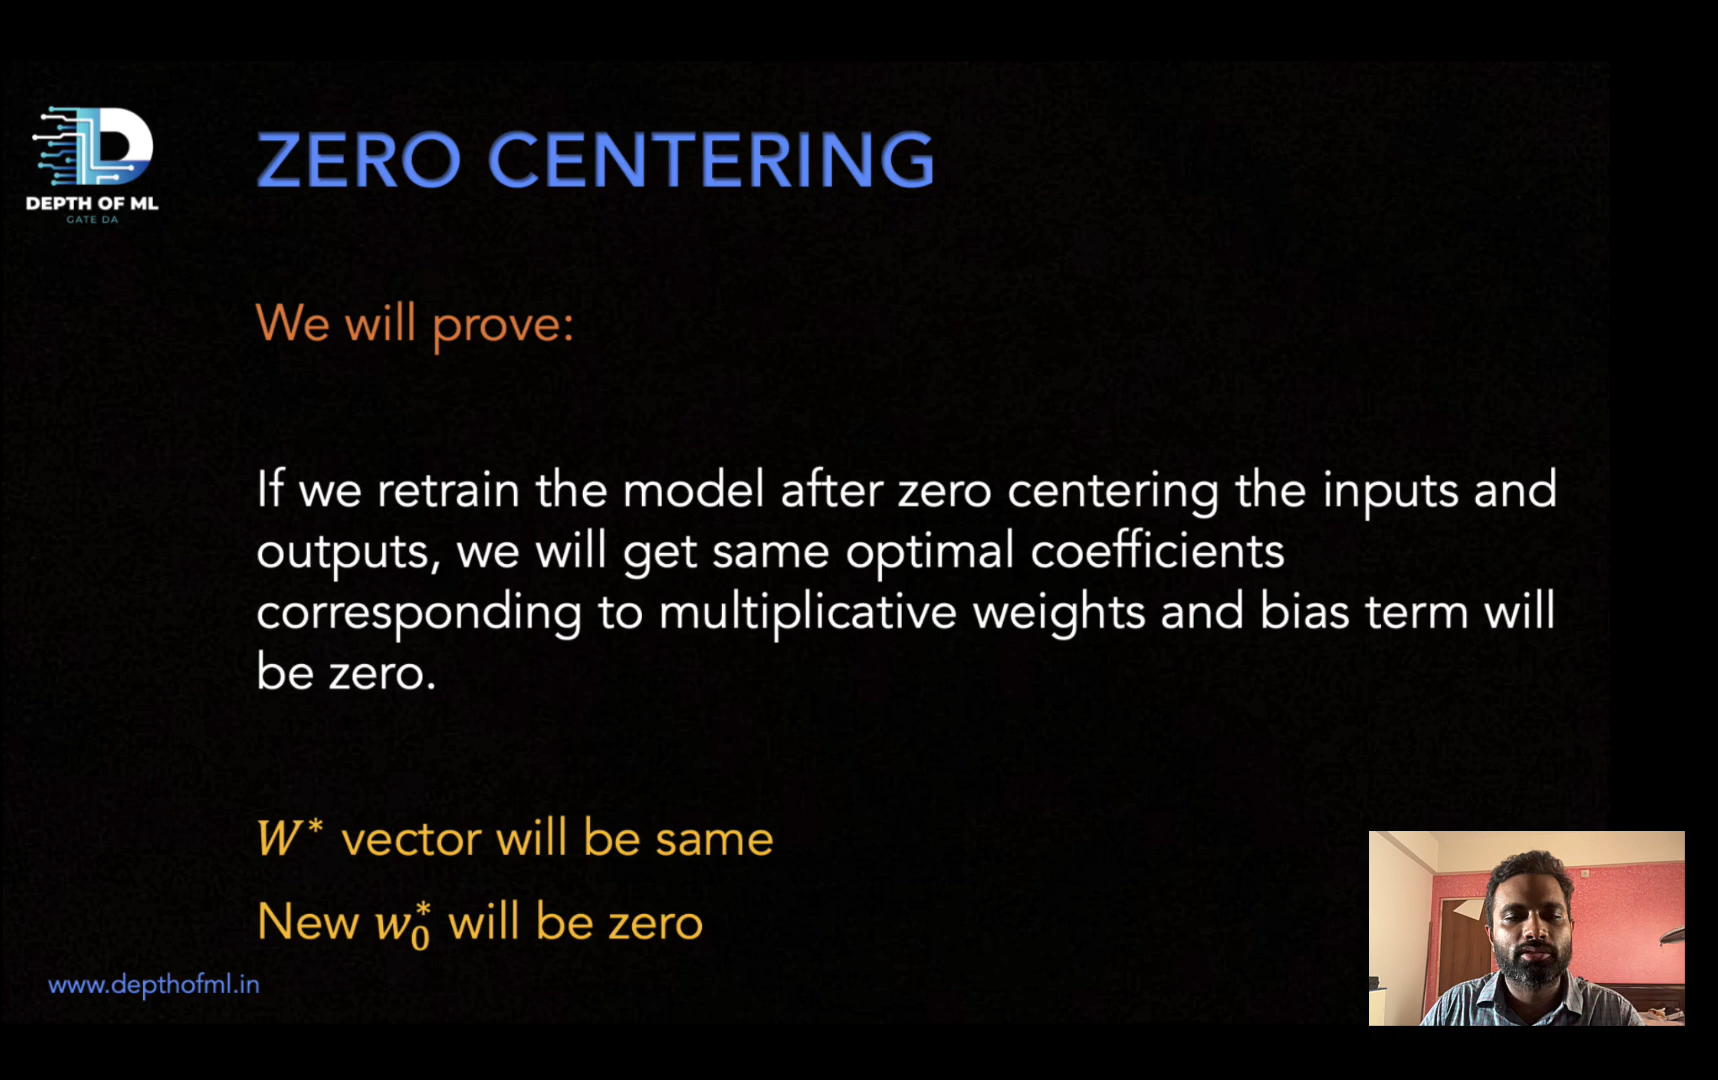 DEPTH OF ML
GATE DA
ZERO CENTERING
We will prove:
If we retrain the model after zero centering the inputs and
outputs, we will get same optimal coefficients
corresponding to multiplicative weights and bias term will
be zero.
W* vector will be same
New w₀* will be zero
www.depthofml.in